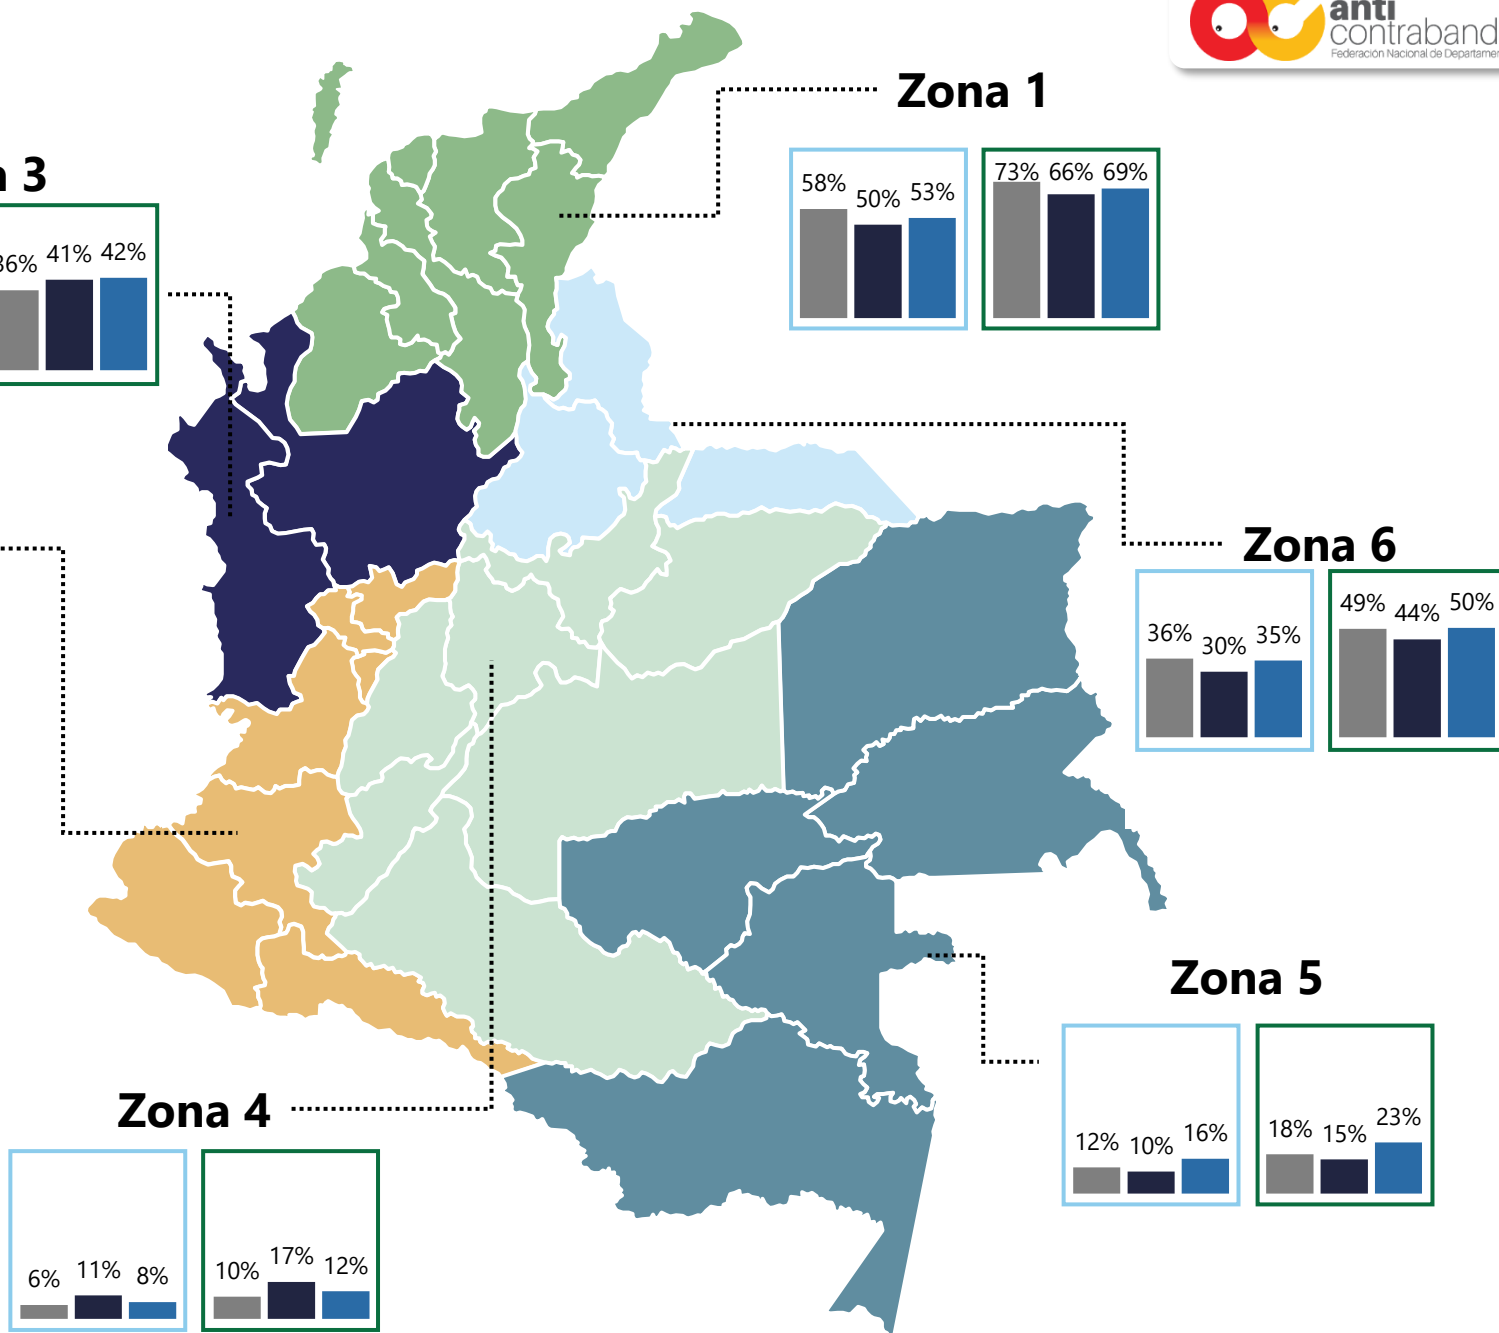 anti
contraband
Federación Nacional de Departame
Zona 1
58% 50% 53%
73% 66% 69%
3
36% 41% 42%
Zona 6
36% 30% 35%
49% 44% 50%
Zona 5
12% 10% 16%
18% 15% 23%
Zona 4
6% 11% 8%
10% 17% 12%